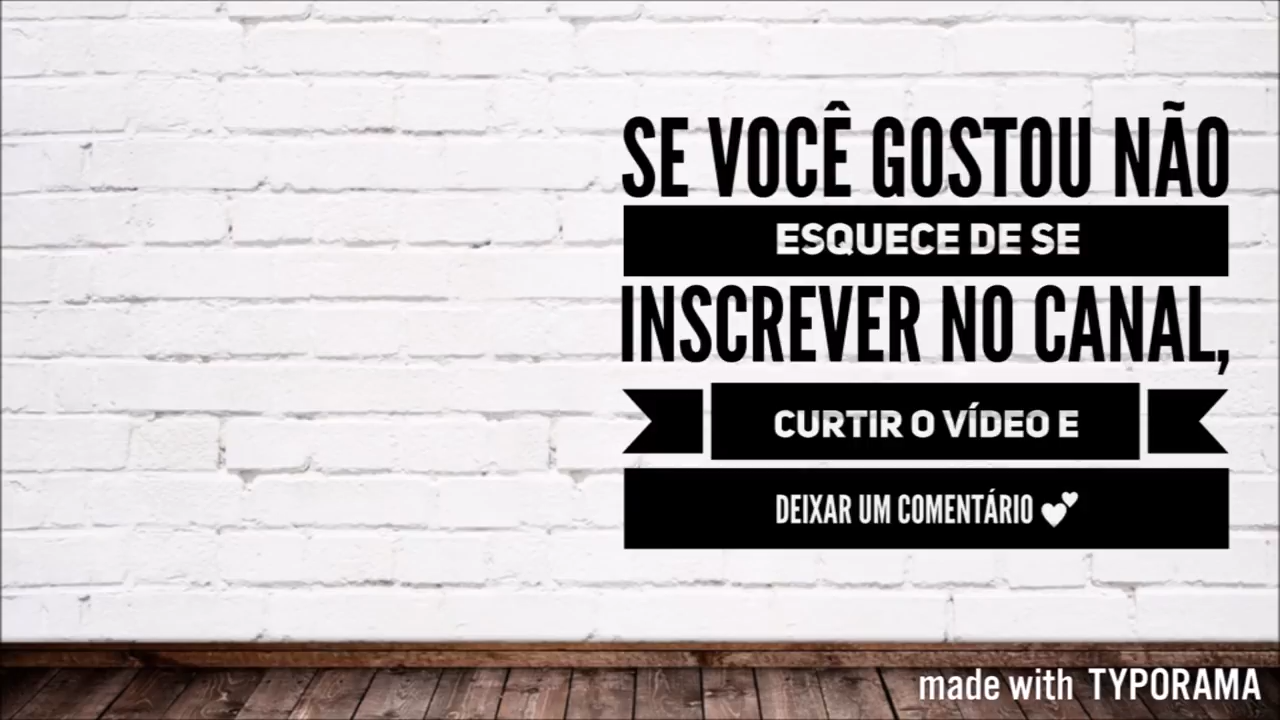 SE VOCÊ GOSTOU NÃO
ESQUECE DE SE
INSCREVER NO CANAL,
CURTIR O VÍDEO E
DEIXAR UM COMENTÁRIO 💕
made with TYPORAMA